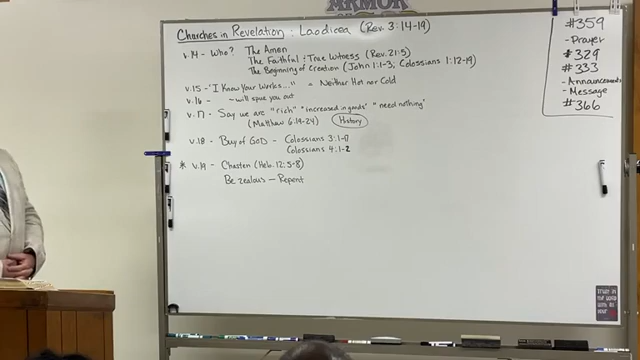 ARMOR
Churches in Revelation: Laodicea (Rev. 3:14-19)
v.14 - Who? The Amen
The Faithful + True Witness (Rev. 21:5)
The Beginning of Creation (John 1:1-3; Colossians 1:12-19)
v.15 - "I Know Your Works..." = Neither Hot nor Cold
v.16 - - will spue you out
v.17 - Say we are "rich" "increased in goods" "need nothing"
(Matthew 6:19-24) History
v.18 - Buy of GOD - Colossians 3:1-17
Colossians 4:1-2
* v.19 - Chasten (Heb. 12:5-8)
Be zealous - Repent
#359
- Prayer
#329
#333
- Announcements
- Message
#366